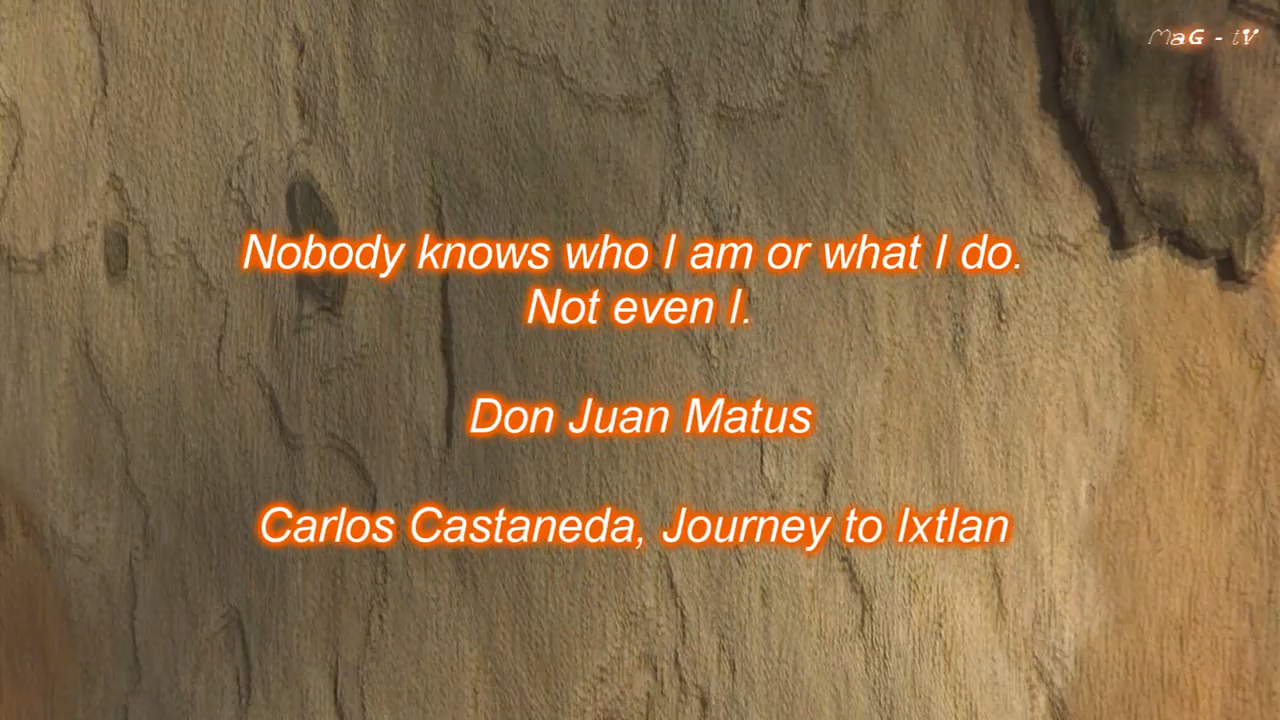 MaG - tV
Nobody knows who I am or what I do.
Not even I.
Don Juan Matus
Carlos Castaneda, Journey to Ixtlan